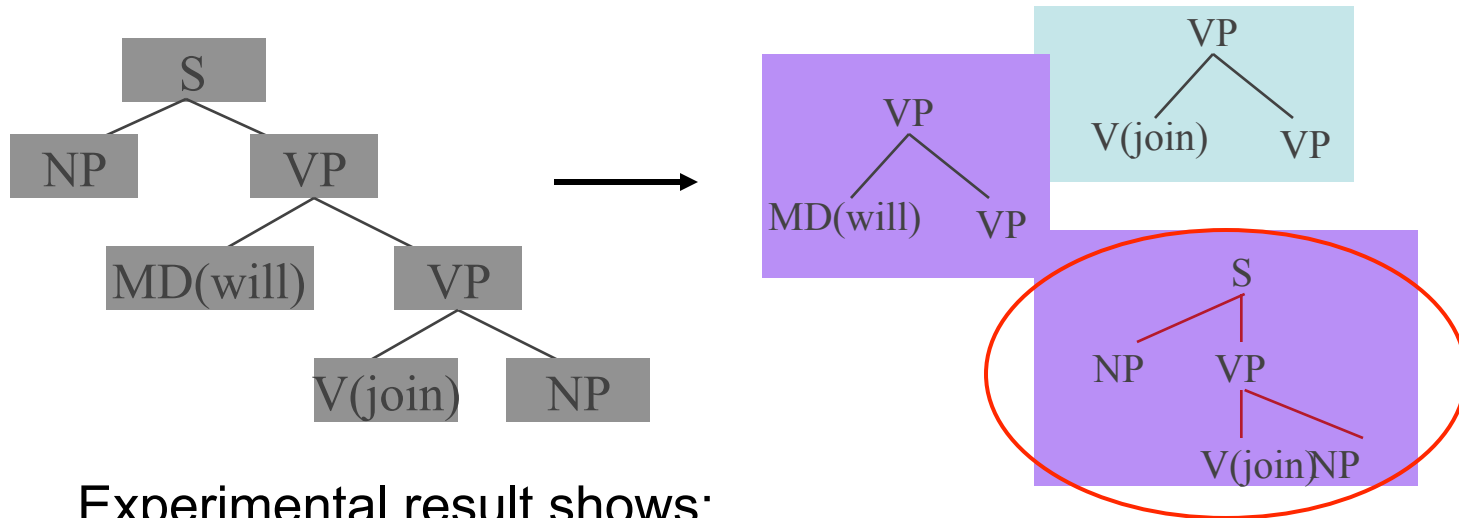 S
NP VP
MD(will) VP
V(join) NP
VP
MD(will) VP
VP
V(join) VP
S
NP VP
V(join) NP
Experimental result shows: